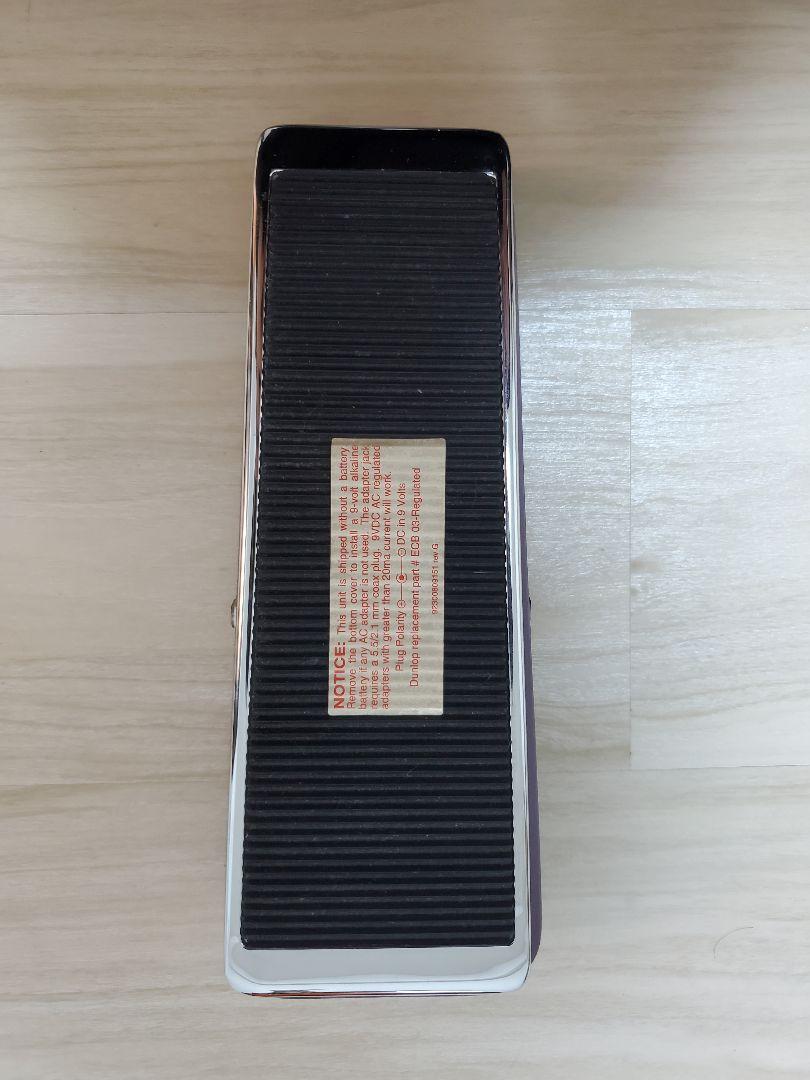 NOTICE: This unit is shipped without a battery.
Remove the bottom cover to install a 9-volt alkaline
battery if any AC adapter is not used. The adapter jack
requires a 5.5/2.1 mm coax plug. 9VDC AC regulated
adapters with greater than 20ma current will work.
Plug Polarity ⊕—◉—⊖ DC in 9 Volts
Dunlop replacement part # ECB 03-Regulated
rev G